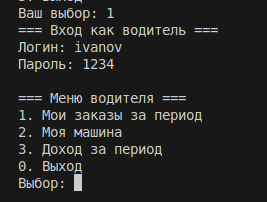 Ваш выбор: 1
=== Вход как водитель ===
Логин: ivanov
Пароль: 1234

=== Меню водителя ===
1. Мои заказы за период
2. Моя машина
3. Доход за период
0. Выход
Выбор: